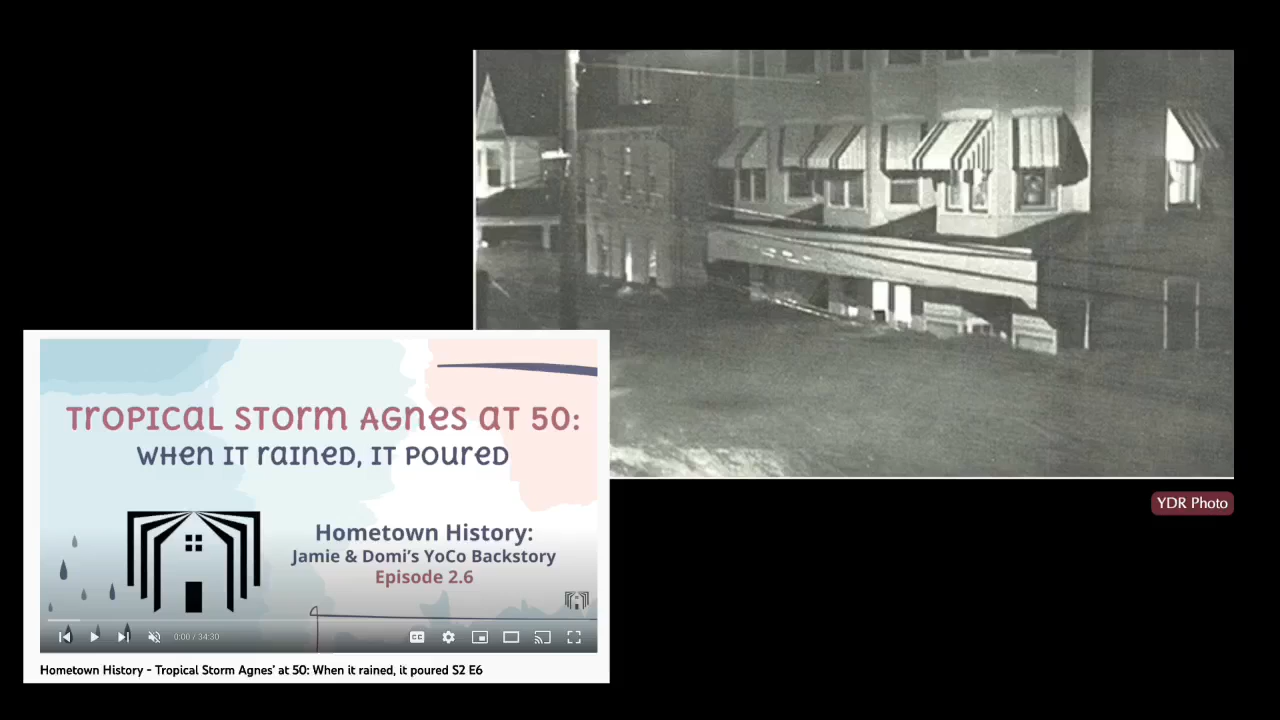 YDR Photo
TROPICAL STORM AGNES AT 50:
WHEN IT RAINED, IT POURED
Hometown History:
Jamie & Domi's YoCo Backstory
Episode 2.6
CC
0:00 / 34:30
Hometown History - Tropical Storm Agnes' at 50: When it rained, it poured S2 E6